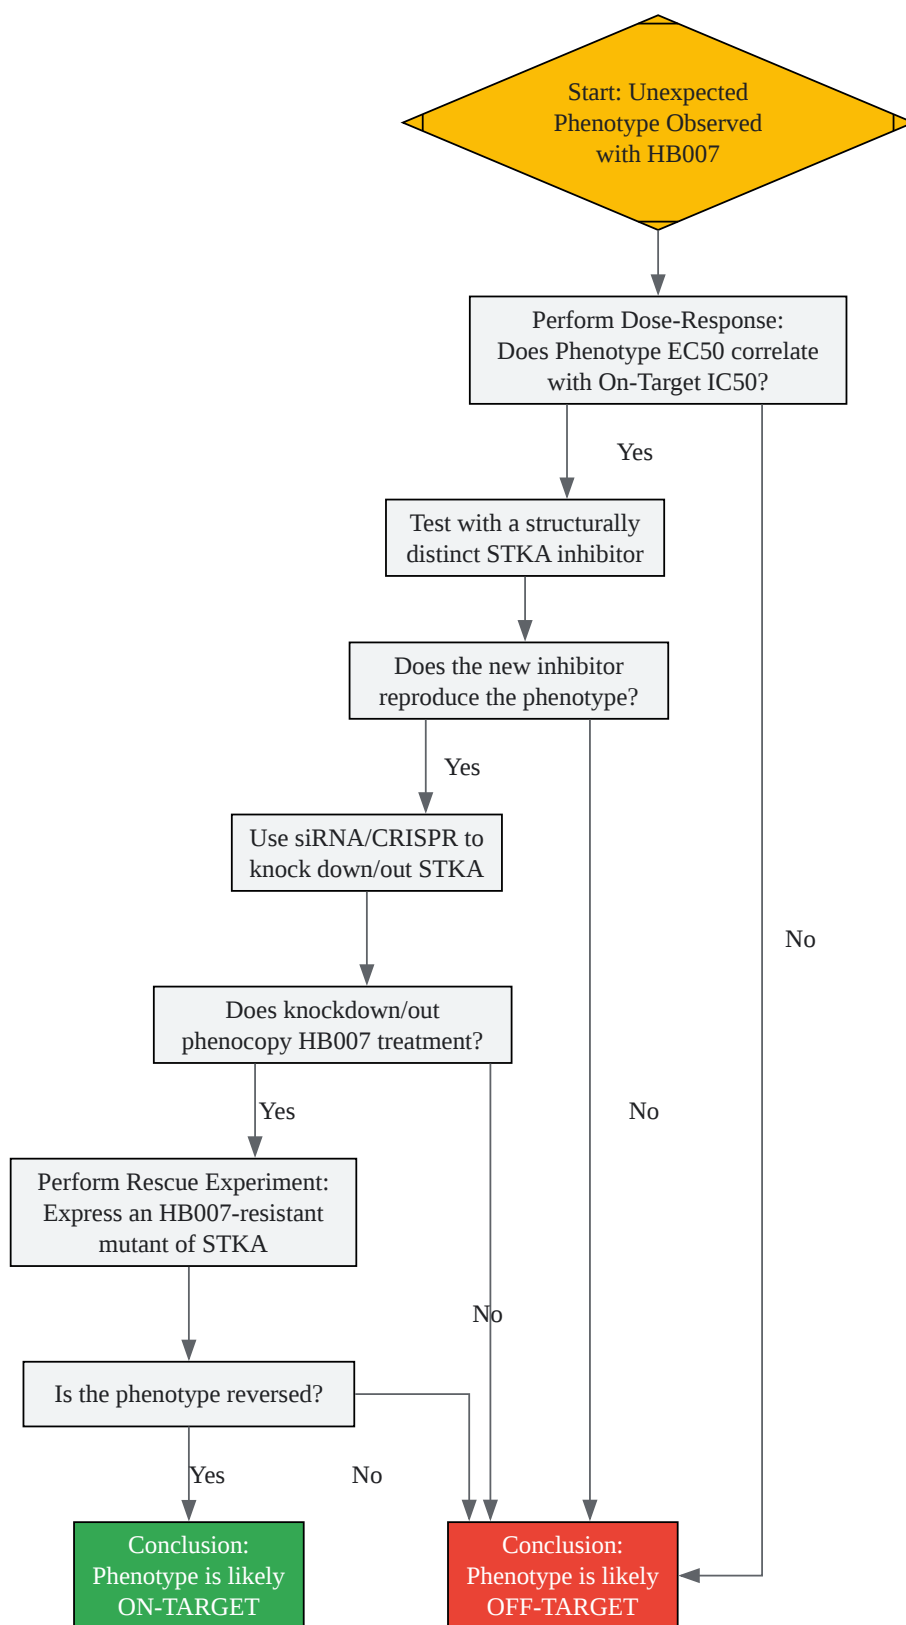 Start: Unexpected
Phenotype Observed
with HB007
Perform Dose-Response:
Does Phenotype EC50 correlate
with On-Target IC50?
Yes
Test with a structurally
distinct STKA inhibitor
Does the new inhibitor
reproduce the phenotype?
Yes
Use siRNA/CRISPR to
knock down/out STKA
No
Does knockdown/out
phenocopy HB007 treatment?
Yes
No
Perform Rescue Experiment:
Express an HB007-resistant
mutant of STKA
No
Is the phenotype reversed?
Yes
No
Conclusion:
Phenotype is likely
ON-TARGET
Conclusion:
Phenotype is likely
OFF-TARGET